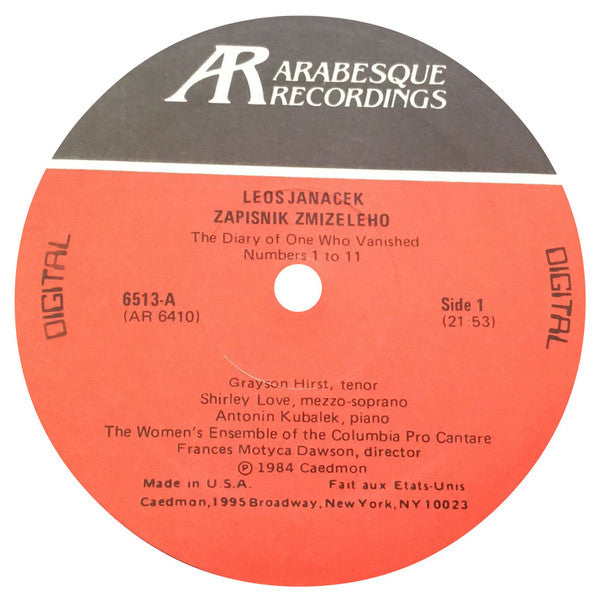 AR ARABESQUE
RECORDINGS
LEOS JANACEK
ZAPISNIK ZMIZELEHO
The Diary of One Who Vanished
Numbers 1 to 11
DIGITAL
DIGITAL
6513-A
(AR 6410)
Side 1
(21:53)
Grayson Hirst, tenor
Shirley Love, mezzo-soprano
Antonin Kubalek, piano
The Women's Ensemble of the Columbia Pro Cantare
Frances Motyca Dawson, director
℗ 1984 Caedmon
Made in U.S.A. Fait aux Etats-Unis
Caedmon, 1995 Broadway, New York, NY 10023